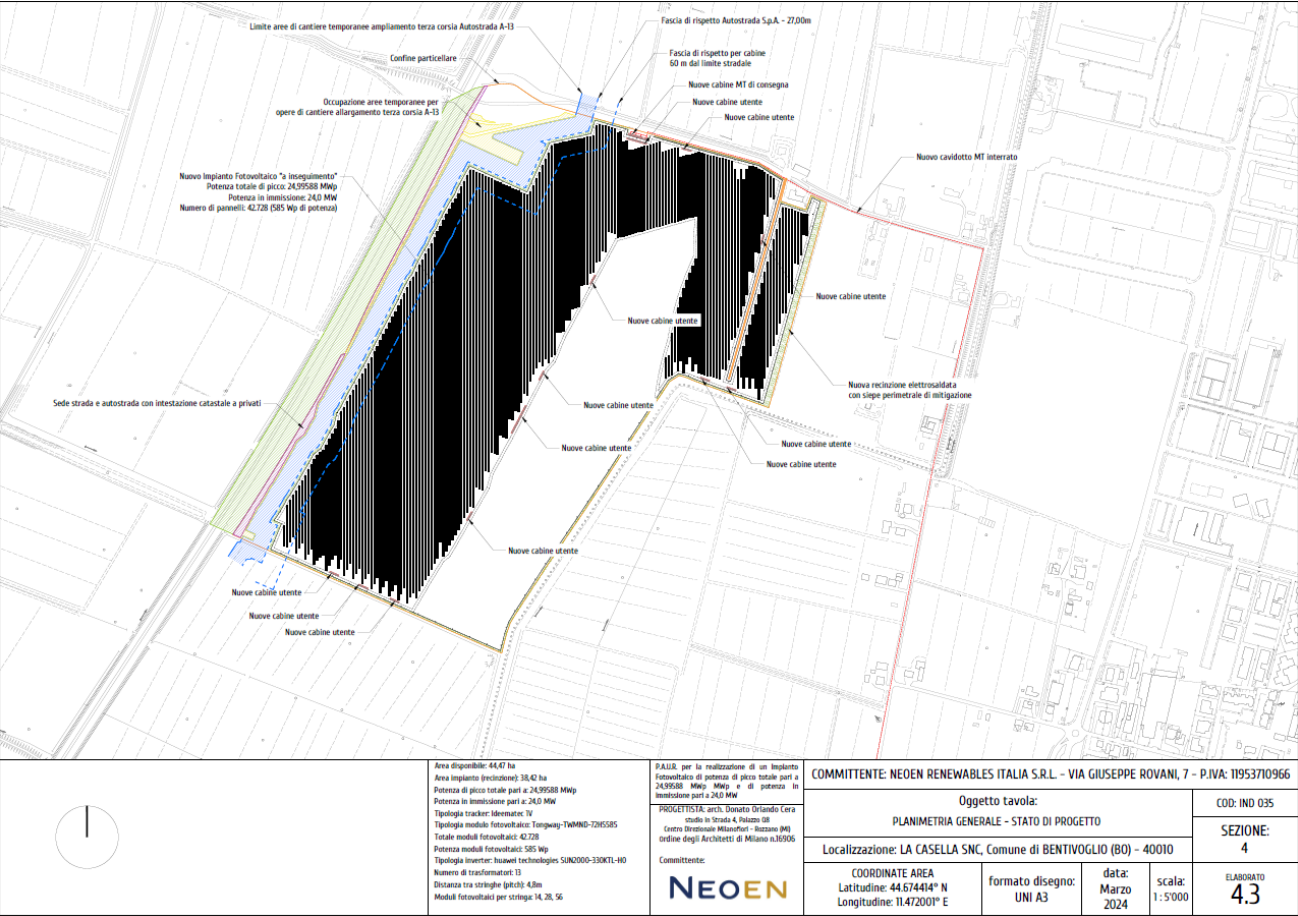 Limite aree di cantiere temporanee ampliamento terza corsia Autostrada A-13
Fascia di rispetto Autostrada S.p.A. - 27,00m
Confine particellare
Fascia di rispetto per cabine
60 m dal limite stradale
Nuove cabine MT di consegna
Occupazione aree temporanee per
opere di cantiere allargamento terza corsia A-13
Nuove cabine utente
Nuove cabine utente
Nuovo cavidotto MT interrato
Nuovo Impianto Fotovoltaico "a inseguimento"
Potenza totale di picco: 24,99588 MWp
Potenza in immissione: 24,0 MW
Numero di pannelli: 42.728 (585 Wp di potenza)
Nuove cabine utente
Nuove cabine utente
Nuova recinzione elettrosaldata
con siepe perimetrale di mitigazione
Sede strada e autostrada con intestazione catastale a privati
Nuove cabine utente
Nuove cabine utente
Nuove cabine utente
Nuove cabine utente
Nuove cabine utente
Nuove cabine utente
Nuove cabine utente
Nuove cabine utente
Area disponibile: 44,47 ha
Area impianto (recinzione): 38,42 ha
Potenza di picco totale pari a: 24,99588 MWp
Potenza in immissione pari a: 24,0 MW
Tipologia tracker: Ideematec 1V
Tipologia modulo fotovoltaico: Tongway-TWMND-72HS585
Totale moduli fotovoltaici: 42.728
Potenza moduli fotovoltaici: 585 Wp
Tipologia inverter: huawei technologies SUN2000-330KTL-H0
Numero di trasformatori: 13
Distanza tra stringhe (pitch): 4,8m
Moduli fotovoltaici per stringa: 14, 28, 56
P.A.U.R. per la realizzazione di un Impianto
Fotovoltaico di potenza di picco totale pari a
24,99588 MWp MWp e di potenza in
immissione pari a 24,0 MW
PROGETTISTA: arch. Donato Orlando Cera
studio in Strada 4, Palazzo Q8
Centro Direzionale Milanofiori - Rozzano (MI)
ordine degli Architetti di Milano n.16906
Committente:
NEOEN
COMMITTENTE: NEOEN RENEWABLES ITALIA S.R.L. - VIA GIUSEPPE ROVANI, 7 - P.IVA: 11953710966
Oggetto tavola:
PLANIMETRIA GENERALE - STATO DI PROGETTO
COD: IND 035
SEZIONE:
4
Localizzazione: LA CASELLA SNC, Comune di BENTIVOGLIO (BO) - 40010
COORDINATE AREA
Latitudine: 44.674414° N
Longitudine: 11.472001° E
formato disegno:
UNI A3
data:
Marzo
2024
scala:
1 : 5'000
ELABORATO
4.3